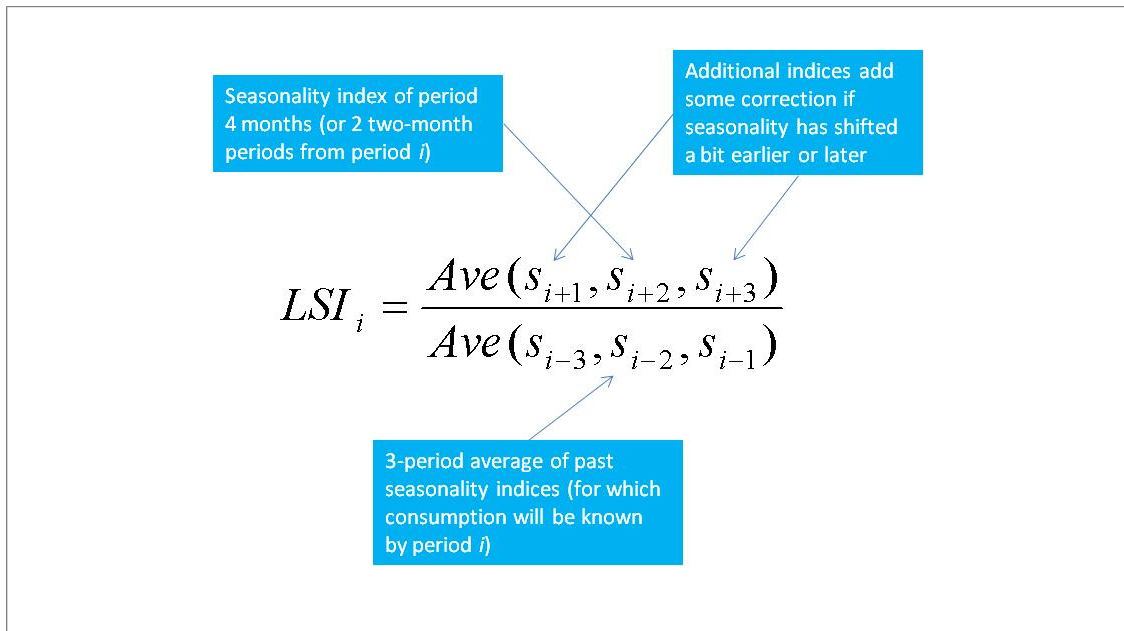 Seasonality index of period
4 months (or 2 two-month
periods from period i)
Additional indices add
some correction if
seasonality has shifted
a bit earlier or later
LSI_i = Ave(s_{i+1}, s_{i+2}, s_{i+3})
Ave(s_{i−3}, s_{i−2}, s_{i−1})
3-period average of past
seasonality indices (for which
consumption will be known
by period i)